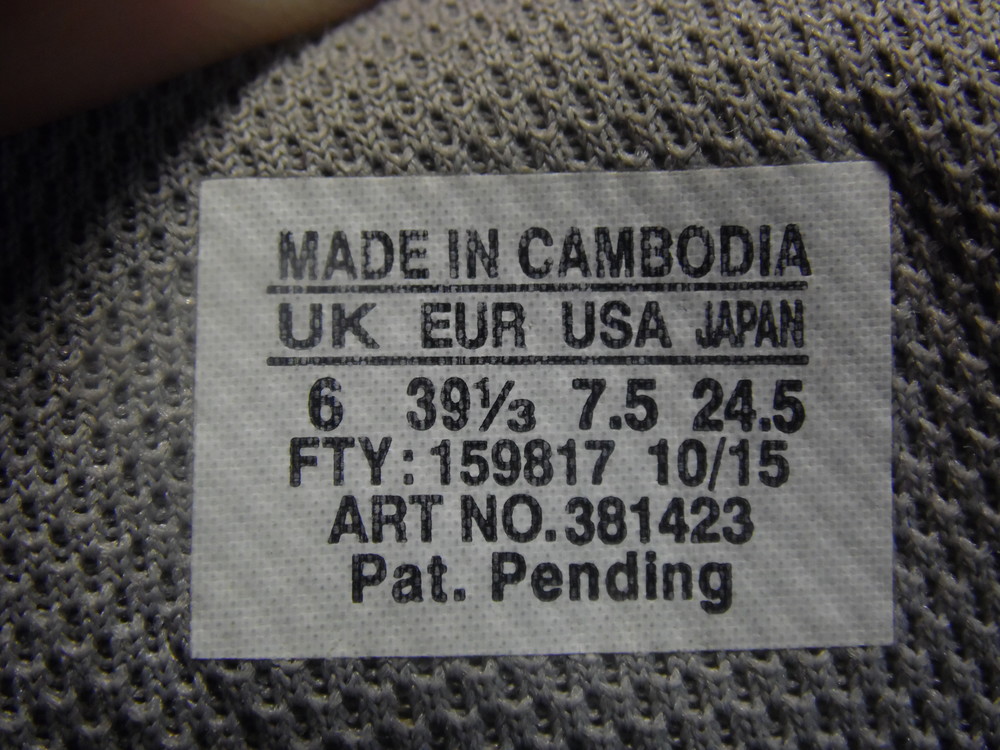 MADE IN CAMBODIA
UK EUR USA JAPAN
6 39⅓ 7.5 24.5
FTY: 159817 10/15
ART NO. 381423
Pat. Pending